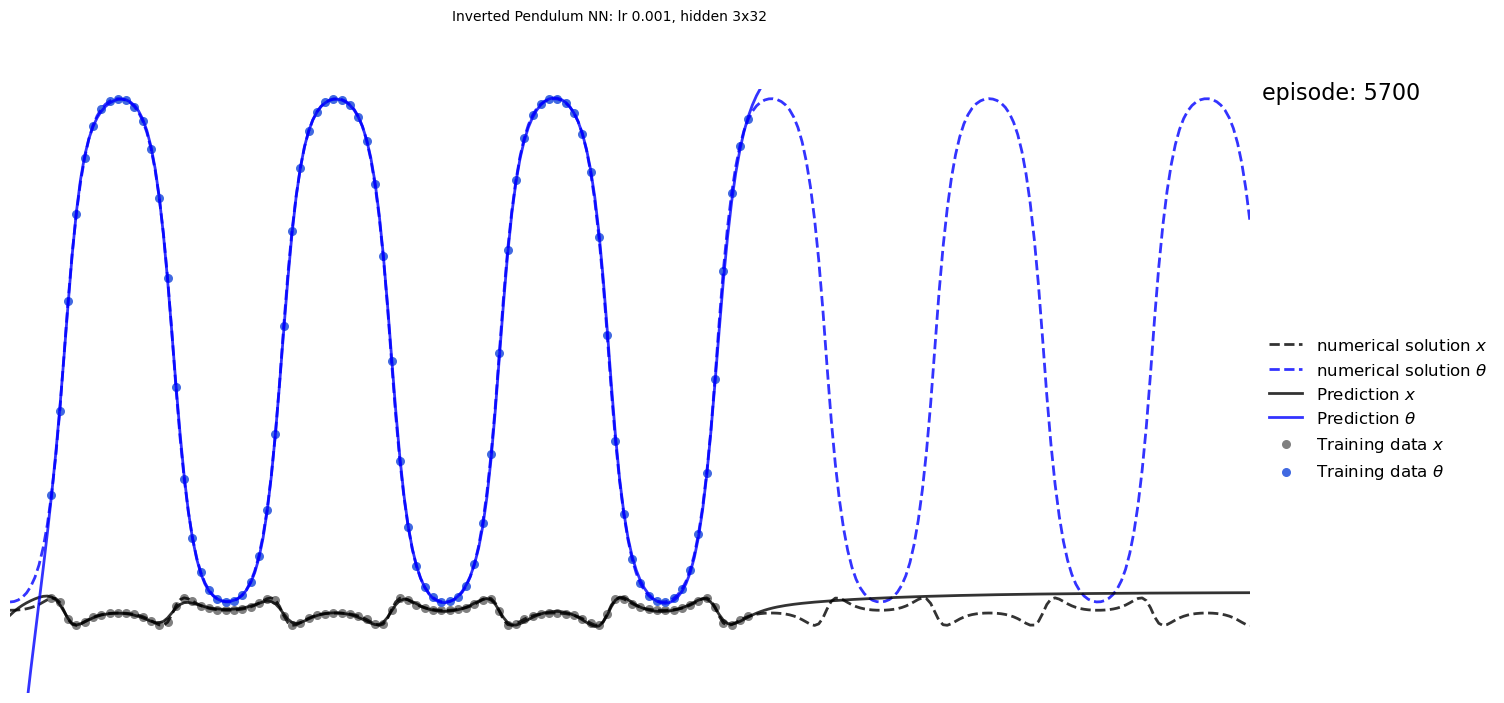 Inverted Pendulum NN: lr 0.001, hidden 3x32
episode: 5700
numerical solution x
numerical solution θ
Prediction x
Prediction θ
Training data x
Training data θ